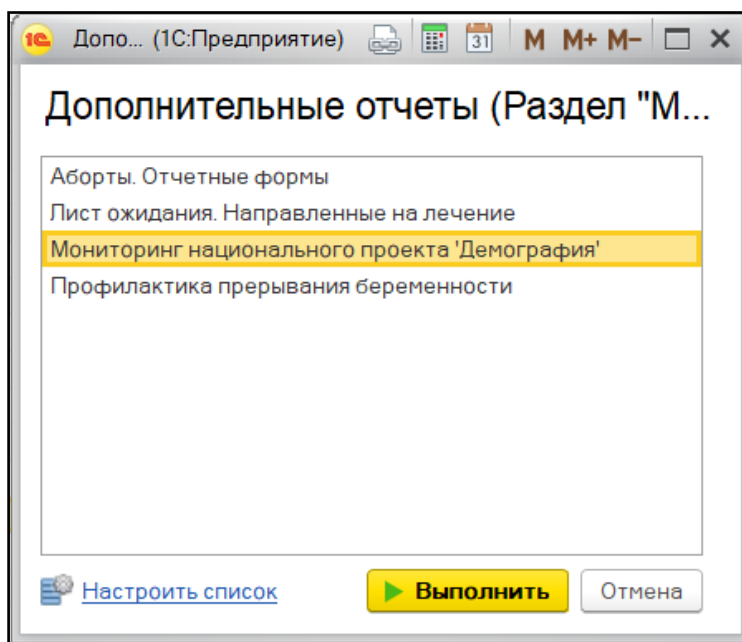 1С Допо... (1С:Предприятие) 31 M M+ M-
Дополнительные отчеты (Раздел "М...
Аборты. Отчетные формы
Лист ожидания. Направленные на лечение
Мониторинг национального проекта 'Демография'
Профилактика прерывания беременности
Настроить список Выполнить Отмена